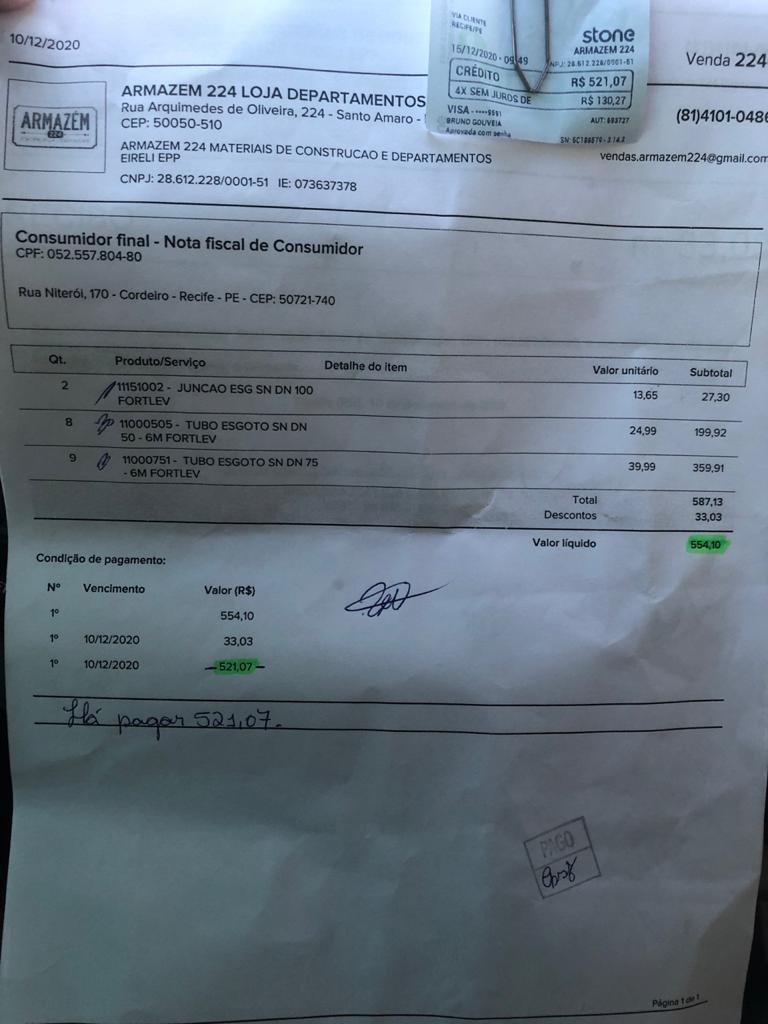 10/12/2020
VIA CLIENTE
RECIFE/PE
stone
ARMAZEM 224
15/12/2020 - 09:49
NPJ: 28.612.228/0001-51
CRÉDITO R$ 521,07
4X SEM JUROS DE R$ 130,27
VISA
BRUNO GOUVEIA
AUT: 693727
Aprovada com senha
Venda 224
ARMAZÉM
224
ARMAZEM 224 LOJA DEPARTAMENTOS
Rua Arquimedes de Oliveira, 224 - Santo Amaro -
CEP: 50050-510
(81)4101-0486
ARMAZEM 224 MATERIAIS DE CONSTRUCAO E DEPARTAMENTOS
EIRELI EPP
vendas.armazem224@gmail.com
CNPJ: 28.612.228/0001-51 IE: 073637378
Consumidor final - Nota fiscal de Consumidor
CPF: 052.557.804-80
Rua Niterói, 170 - Cordeiro - Recife - PE - CEP: 50721-740
Qt. Produto/Serviço Detalhe do item Valor unitário Subtotal
2 11151002 - JUNCAO ESG SN DN 100 13,65 27,30
FORTLEV
8 11000505 - TUBO ESGOTO SN DN 24,99 199,92
50 - 6M FORTLEV
9 11000751 - TUBO ESGOTO SN DN 75 39,99 359,91
- 6M FORTLEV
Total 587,13
Descontos 33,03
Valor líquido 554,10
Condição de pagamento:
Nº Vencimento Valor (R$)
1º 554,10
1º 10/12/2020 33,03
1º 10/12/2020 521,07
Há pagar 521,07.
PAGO
Página 1 de 1